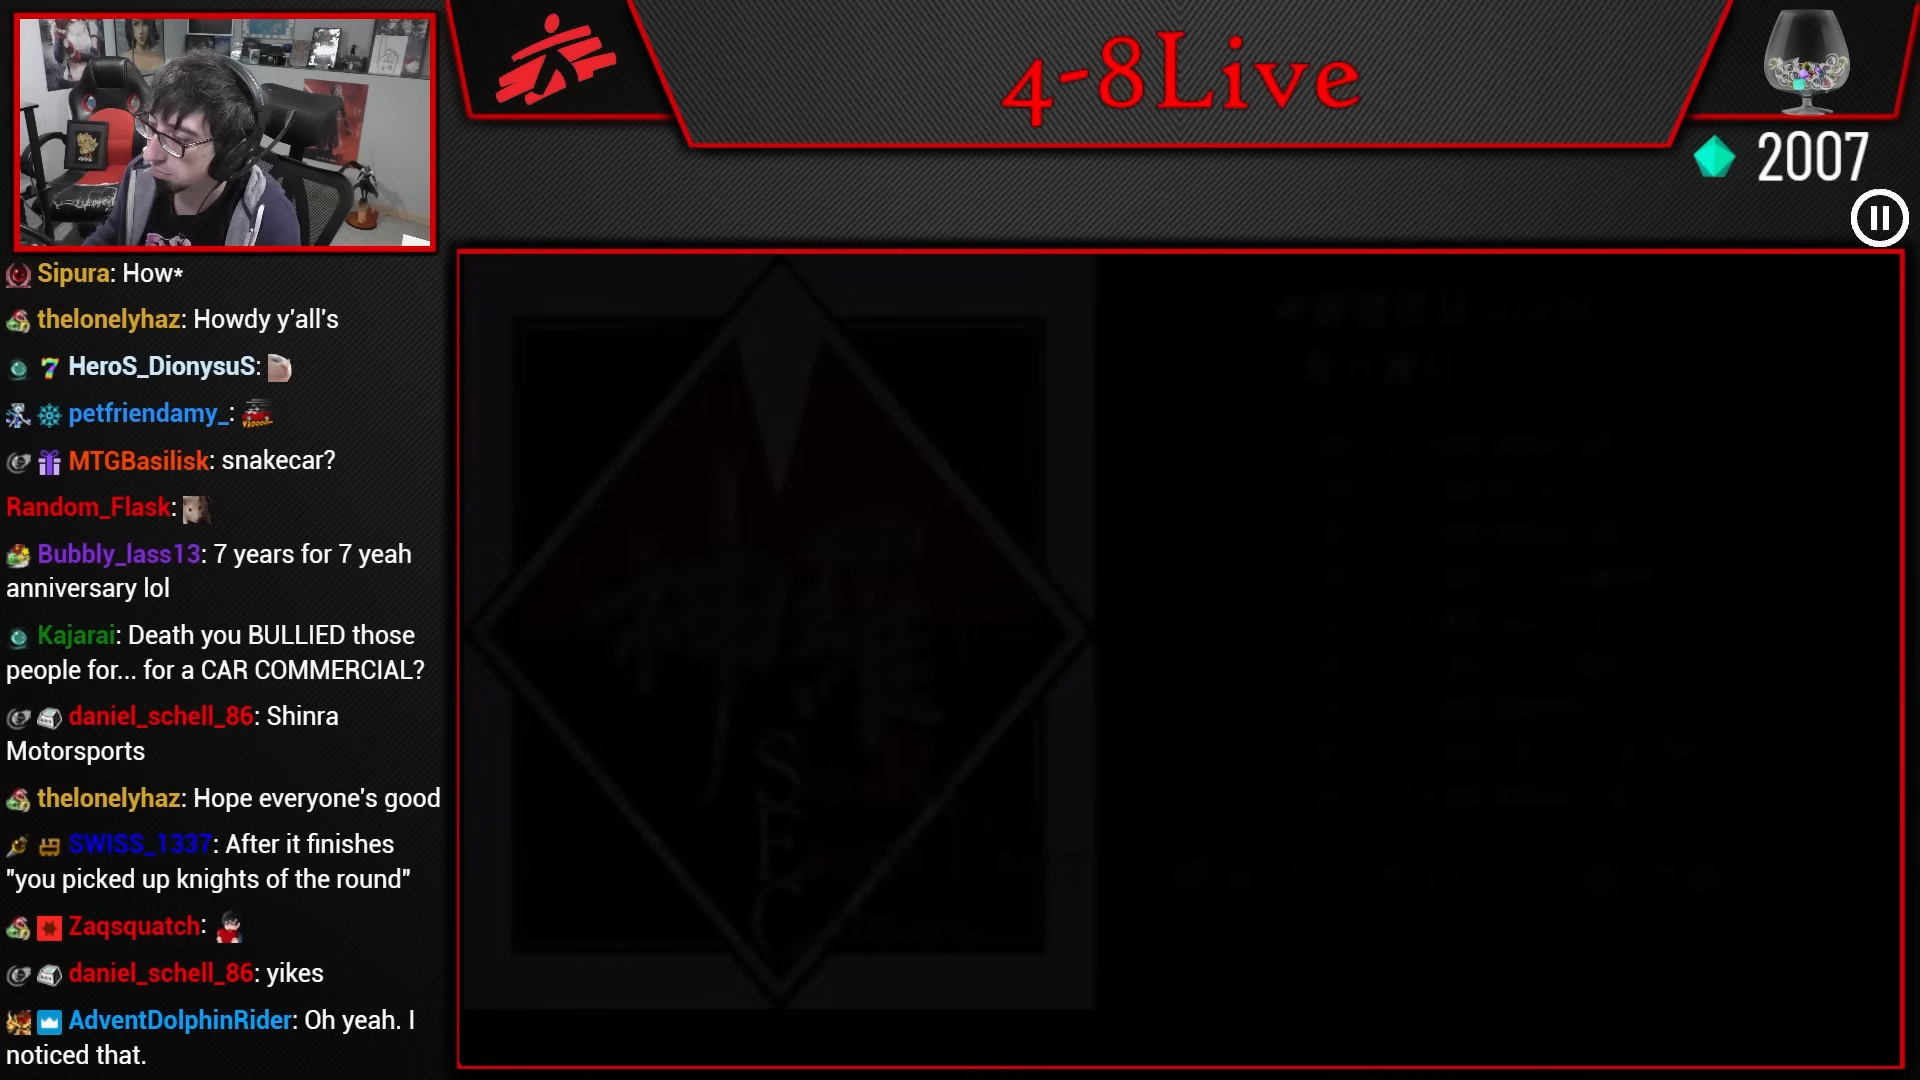 4-8Live
2007
Sipura: How*
thelonelyhaz: Howdy y'all's
HeroS_DionysuS:
petfriendamy_:
MTGBasilisk: snakecar?
Random_Flask:
Bubbly_lass13: 7 years for 7 yeah
anniversary lol
Kajarai: Death you BULLIED those
people for... for a CAR COMMERCIAL?
daniel_schell_86: Shinra
Motorsports
thelonelyhaz: Hope everyone's good
SWISS_1337: After it finishes
"you picked up knights of the round"
Zaqsquatch:
daniel_schell_86: yikes
AdventDolphinRider: Oh yeah. I
noticed that.
神羅
SEC